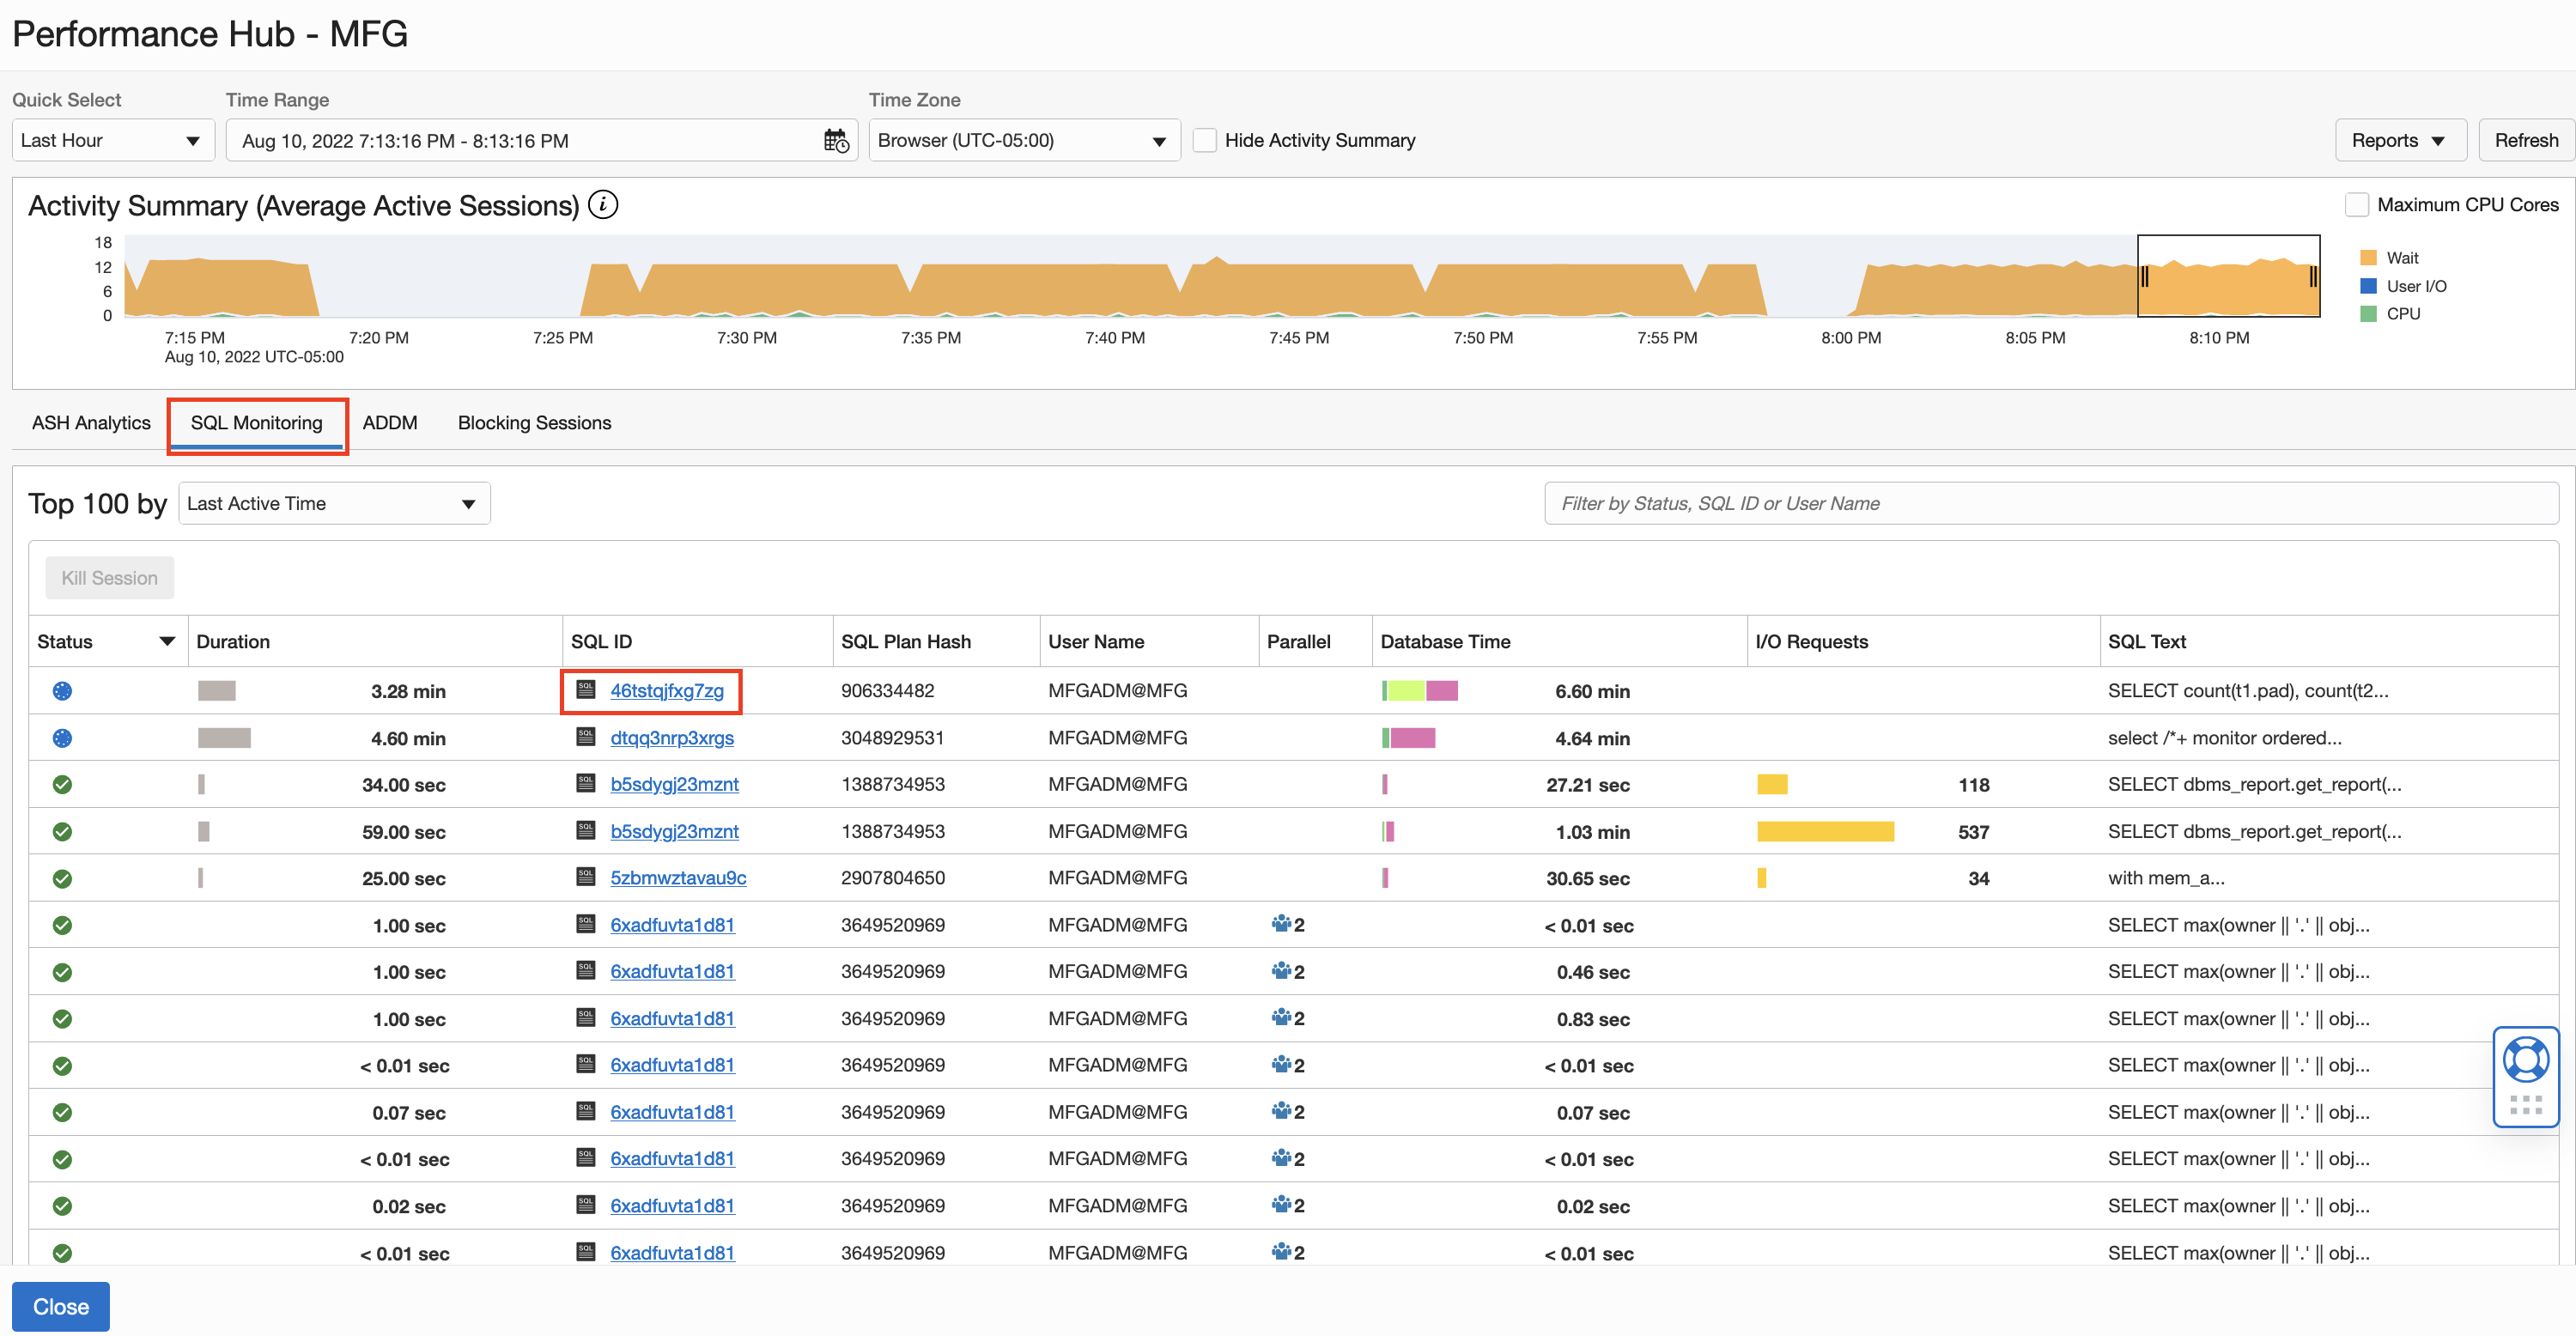 Performance Hub - MFG
Quick Select Time Range Time Zone
Last Hour Aug 10, 2022 7:13:16 PM - 8:13:16 PM Browser (UTC-05:00) Hide Activity Summary Reports Refresh
Activity Summary (Average Active Sessions) i Maximum CPU Cores
18
12
6
0
Wait
User I/O
CPU
7:15 PM 7:20 PM 7:25 PM 7:30 PM 7:35 PM 7:40 PM 7:45 PM 7:50 PM 7:55 PM 8:00 PM 8:05 PM 8:10 PM
Aug 10, 2022 UTC-05:00
ASH Analytics SQL Monitoring ADDM Blocking Sessions
Top 100 by Last Active Time Filter by Status, SQL ID or User Name
Kill Session
Status Duration SQL ID SQL Plan Hash User Name Parallel Database Time I/O Requests SQL Text
3.28 min SQL 46tstqjfxg7zg 906334482 MFGADM@MFG 6.60 min SELECT count(t1.pad), count(t2...
4.60 min SQL dtqq3nrp3xrgs 3048929531 MFGADM@MFG 4.64 min select /*+ monitor ordered...
34.00 sec SQL b5sdygj23mznt 1388734953 MFGADM@MFG 27.21 sec 118 SELECT dbms_report.get_report(...
59.00 sec SQL b5sdygj23mznt 1388734953 MFGADM@MFG 1.03 min 537 SELECT dbms_report.get_report(...
25.00 sec SQL 5zbmwztavau9c 2907804650 MFGADM@MFG 30.65 sec 34 with mem_a...
1.00 sec SQL 6xadfuvta1d81 3649520969 MFGADM@MFG 2 < 0.01 sec SELECT max(owner || '.' || obj...
1.00 sec SQL 6xadfuvta1d81 3649520969 MFGADM@MFG 2 0.46 sec SELECT max(owner || '.' || obj...
1.00 sec SQL 6xadfuvta1d81 3649520969 MFGADM@MFG 2 0.83 sec SELECT max(owner || '.' || obj...
< 0.01 sec SQL 6xadfuvta1d81 3649520969 MFGADM@MFG 2 < 0.01 sec SELECT max(owner || '.' || obj...
0.07 sec SQL 6xadfuvta1d81 3649520969 MFGADM@MFG 2 0.07 sec SELECT max(owner || '.' || obj...
< 0.01 sec SQL 6xadfuvta1d81 3649520969 MFGADM@MFG 2 < 0.01 sec SELECT max(owner || '.' || obj...
0.02 sec SQL 6xadfuvta1d81 3649520969 MFGADM@MFG 2 0.02 sec SELECT max(owner || '.' || obj...
< 0.01 sec SQL 6xadfuvta1d81 3649520969 MFGADM@MFG 2 < 0.01 sec SELECT max(owner || '.' || obj...
Close